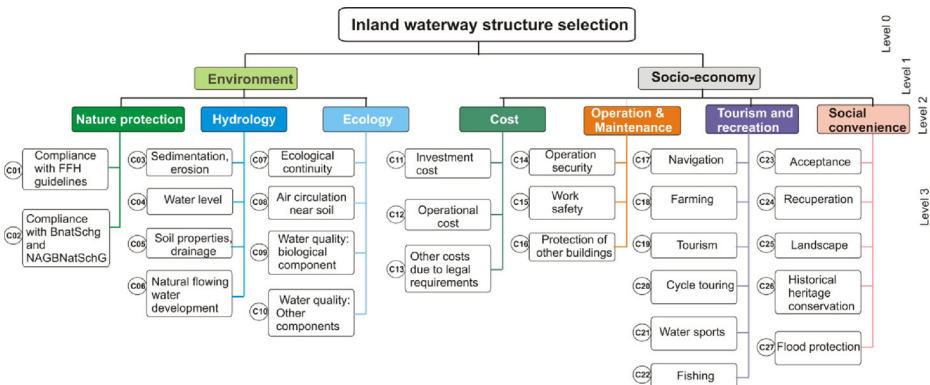 Inland waterway structure selection
Level 0
Level 1
Environment
Socio-economy
Level 2
Nature protection
Hydrology
Ecology
Cost
Operation &
Maintenance
Tourism and
recreation
Social
convenience
Level 3
C01
Compliance
with FFH
guidelines
C02
Compliance
with BnatSchg
and
NAGBNatSchG
C03
Sedimentation,
erosion
C04
Water level
C05
Soil properties,
drainage
C06
Natural flowing
water
development
C07
Ecological
continuity
C08
Air circulation
near soil
C09
Water quality:
biological
component
C10
Water quality:
Other
components
C11
Investment
cost
C12
Operational
cost
C13
Other costs
due to legal
requirements
C14
Operation
security
C15
Work
safety
C16
Protection of
other buildings
C17
Navigation
C18
Farming
C19
Tourism
C20
Cycle touring
C21
Water sports
C22
Fishing
C23
Acceptance
C24
Recuperation
C25
Landscape
C26
Historical
heritage
conservation
C27
Flood protection